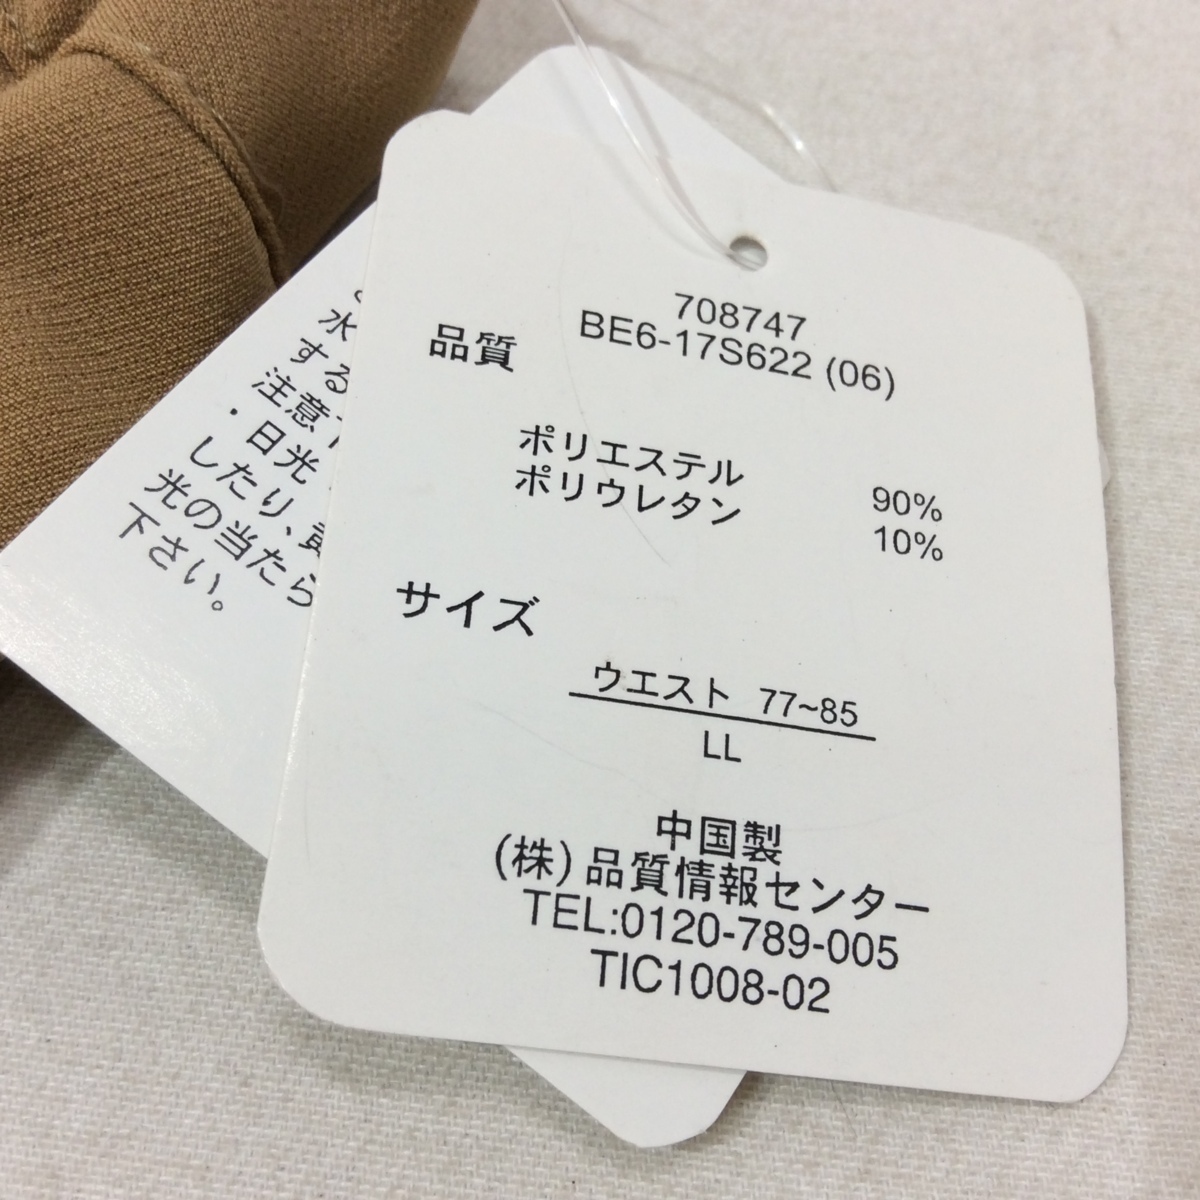 708747
BE6-17S622 (06)
品質
ポリエステル 90%
ポリウレタン 10%
サイズ
ウエスト 77~85
LL
中国製
(株) 品質情報センター
TEL:0120-789-005
TIC1008-02
水
する
注意
・日光
したり、
光の当たら
下さい。